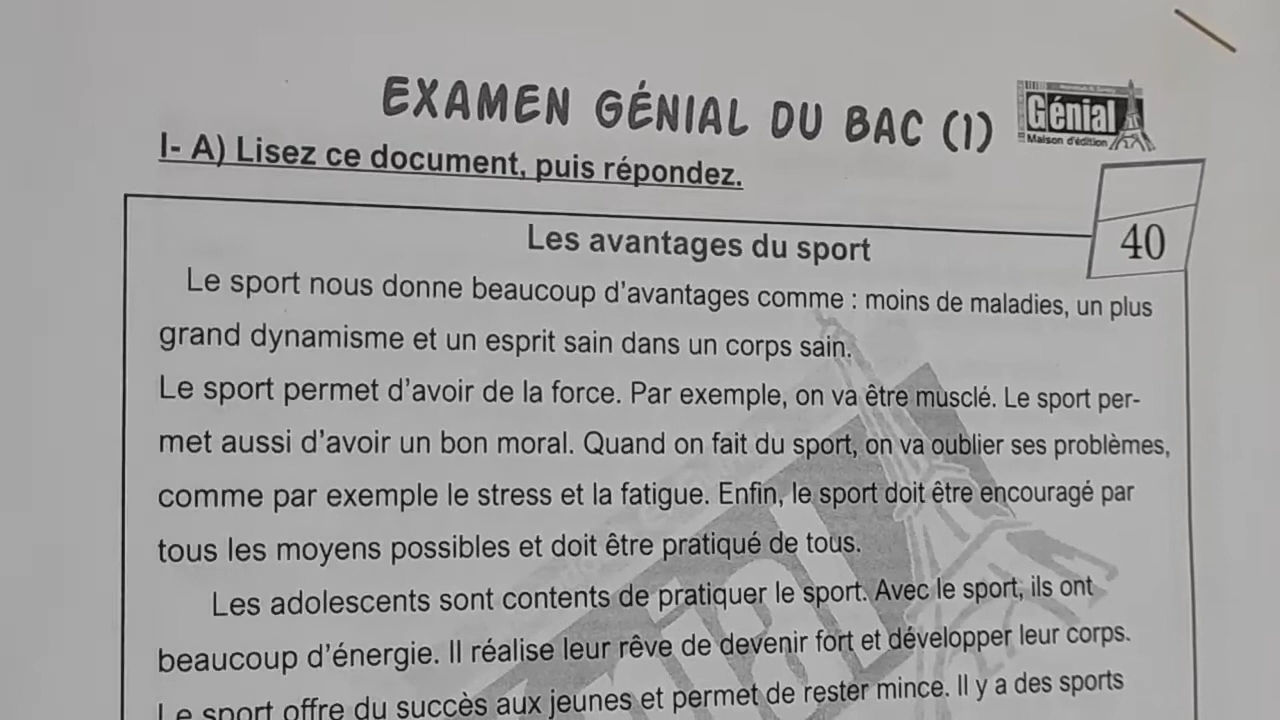 EXAMEN GÉNIAL DU BAC (1)
Génial
Maison d'édition
I- A) Lisez ce document, puis répondez.
40
Les avantages du sport
Le sport nous donne beaucoup d'avantages comme : moins de maladies, un plus
grand dynamisme et un esprit sain dans un corps sain.
Le sport permet d'avoir de la force. Par exemple, on va être musclé. Le sport per-
met aussi d'avoir un bon moral. Quand on fait du sport, on va oublier ses problèmes,
comme par exemple le stress et la fatigue. Enfin, le sport doit être encouragé par
tous les moyens possibles et doit être pratiqué de tous.
Les adolescents sont contents de pratiquer le sport. Avec le sport, ils ont
beaucoup d'énergie. Il réalise leur rêve de devenir fort et développer leur corps.
Le sport offre du succès aux jeunes et permet de rester mince. Il y a des sports